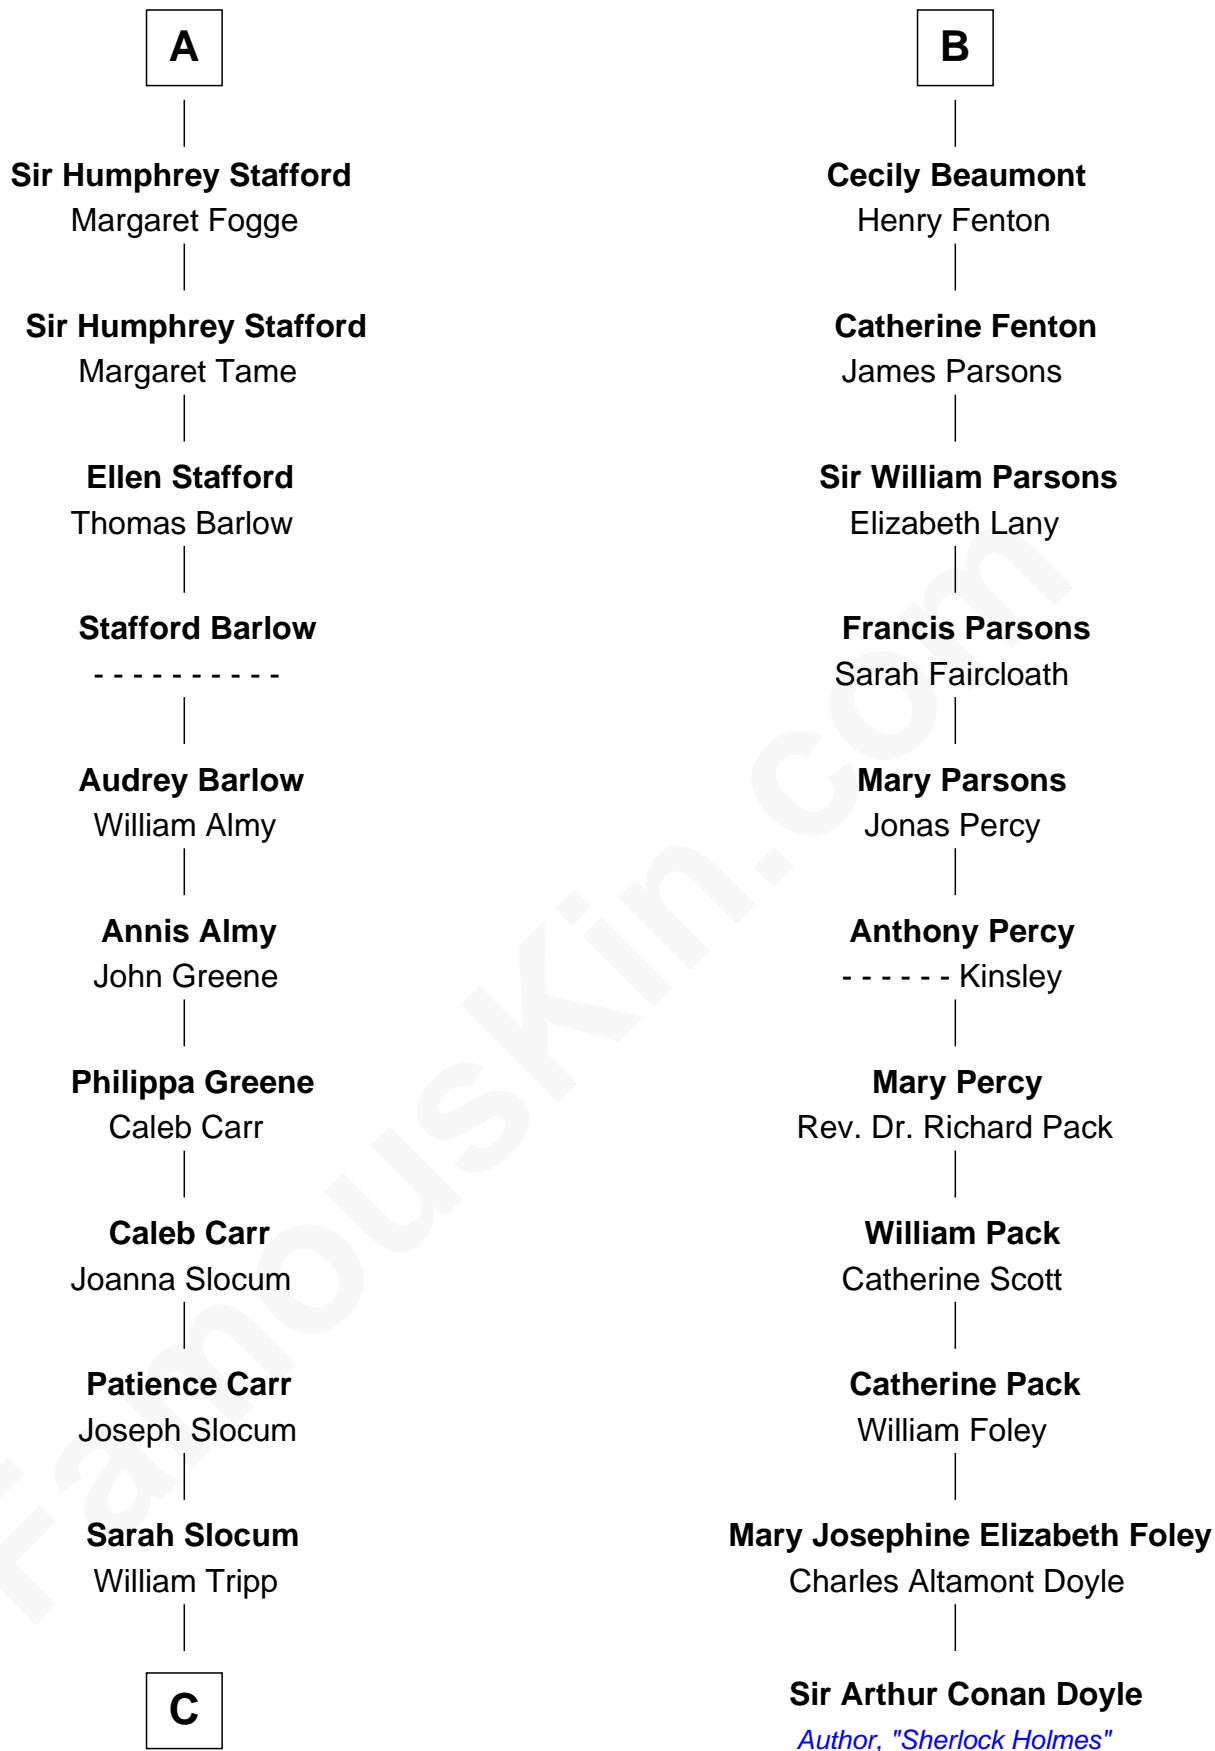 A
Sir Humphrey Stafford
Margaret Fogge
Sir Humphrey Stafford
Margaret Tame
Ellen Stafford
Thomas Barlow
Stafford Barlow
- - - - - - - - - -
Audrey Barlow
William Almy
Annis Almy
John Greene
Philippa Greene
Caleb Carr
Caleb Carr
Joanna Slocum
Patience Carr
Joseph Slocum
Sarah Slocum
William Tripp
C
B
Cecily Beaumont
Henry Fenton
Catherine Fenton
James Parsons
Sir William Parsons
Elizabeth Lany
Francis Parsons
Sarah Faircloath
Mary Parsons
Jonas Percy
Anthony Percy
- - - - - - Kinsley
Mary Percy
Rev. Dr. Richard Pack
William Pack
Catherine Scott
Catherine Pack
William Foley
Mary Josephine Elizabeth Foley
Charles Altamont Doyle
Sir Arthur Conan Doyle
Author, "Sherlock Holmes"
FamousKin.com